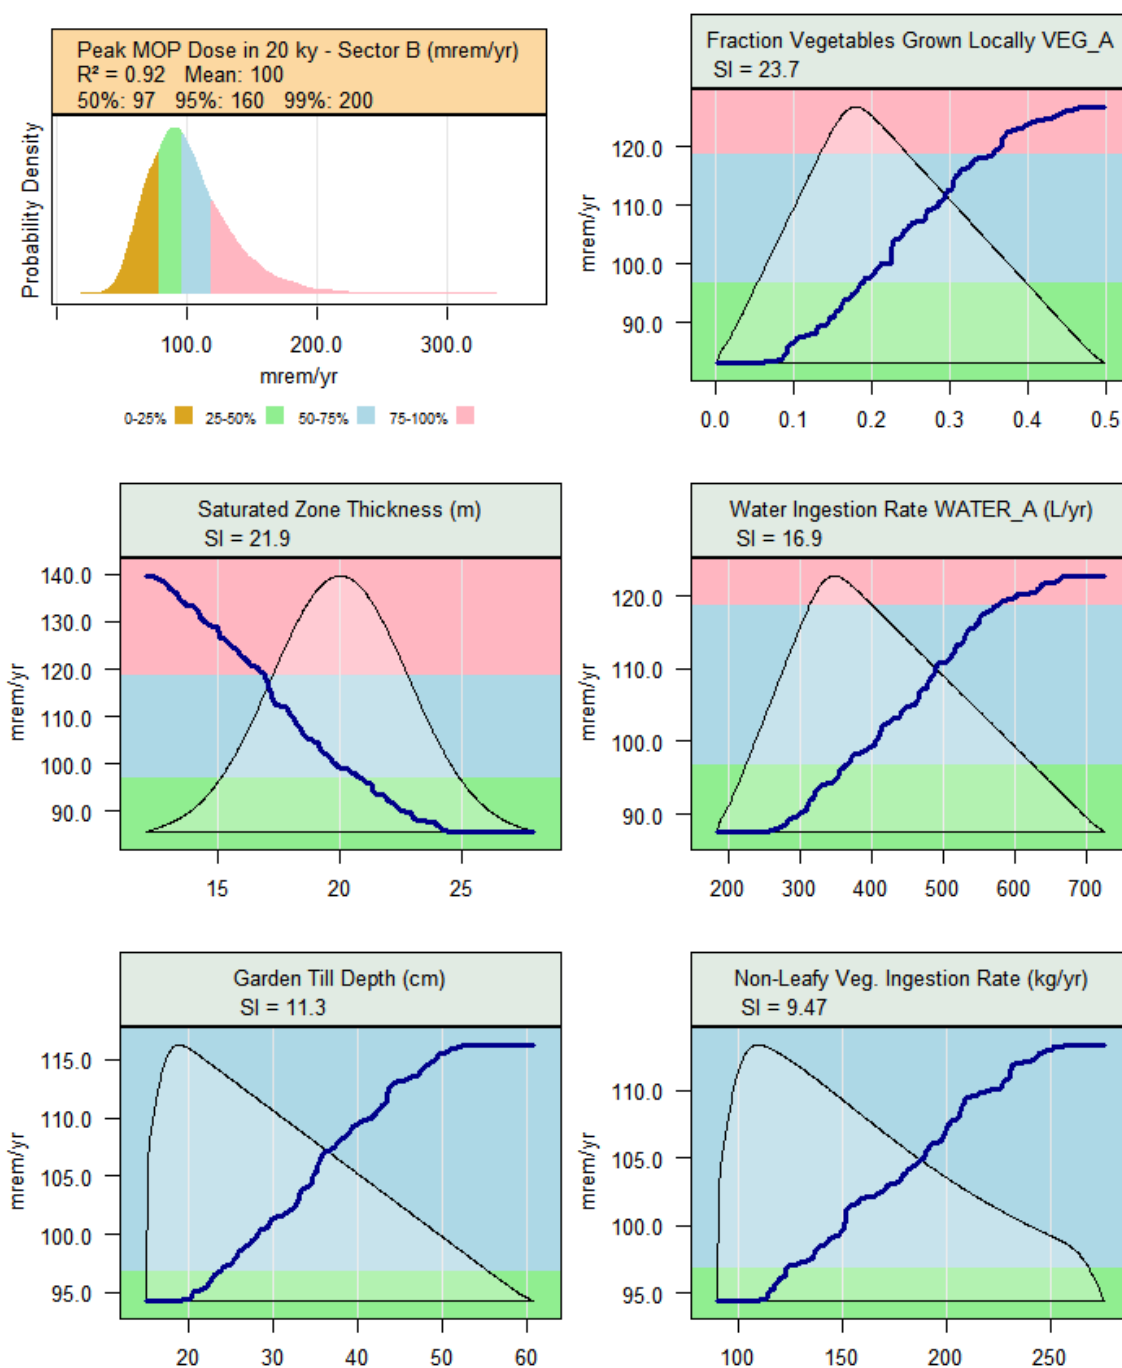 Peak MOP Dose in 20 ky - Sector B (mrem/yr)
R² = 0.92 Mean: 100
50%: 97 95%: 160 99%: 200
Probability Density
100.0 200.0 300.0
mrem/yr
0-25% 25-50% 50-75% 75-100%
Fraction Vegetables Grown Locally VEG_A
SI = 23.7
mrem/yr
120.0
110.0
100.0
90.0
0.0 0.1 0.2 0.3 0.4 0.5
Saturated Zone Thickness (m)
SI = 21.9
mrem/yr
140.0
130.0
120.0
110.0
100.0
90.0
15 20 25
Water Ingestion Rate WATER_A (L/yr)
SI = 16.9
mrem/yr
120.0
110.0
100.0
90.0
200 300 400 500 600 700
Garden Till Depth (cm)
SI = 11.3
mrem/yr
115.0
110.0
105.0
100.0
95.0
20 30 40 50 60
Non-Leafy Veg. Ingestion Rate (kg/yr)
SI = 9.47
mrem/yr
110.0
105.0
100.0
95.0
100 150 200 250